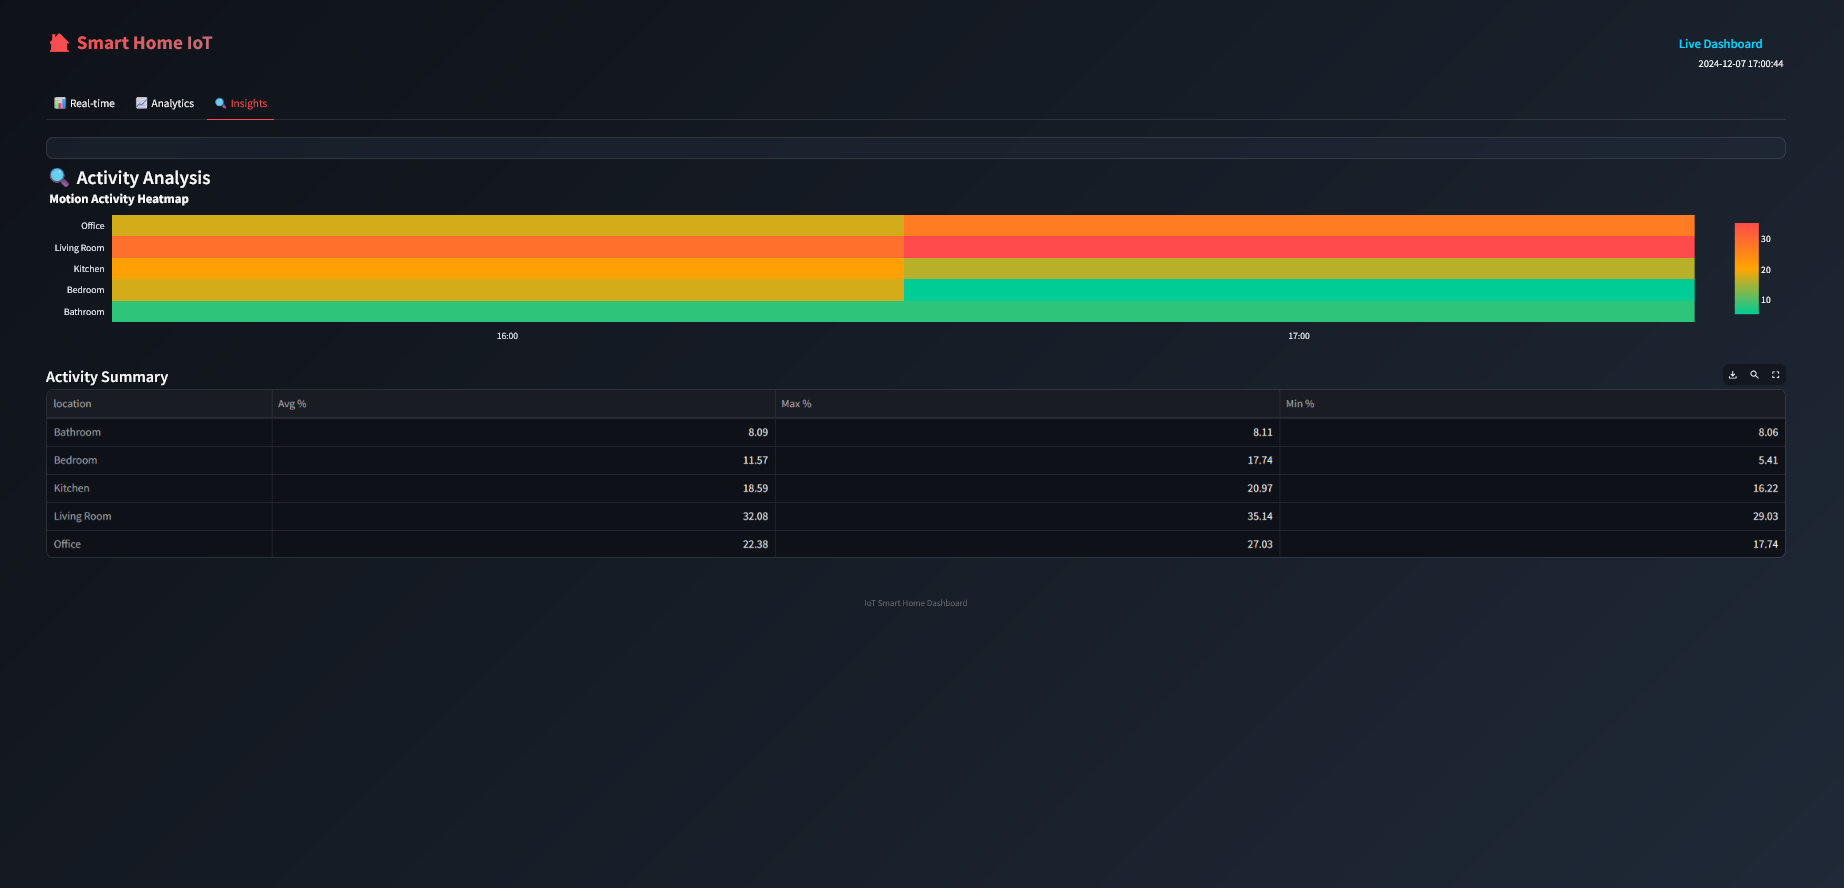 Smart Home IoT
Live Dashboard
2024-12-07 17:00:44
Real-time Analytics Insights
Activity Analysis
Motion Activity Heatmap
Office
Living Room
Kitchen
Bedroom
Bathroom
16:00 17:00
30
20
10
Activity Summary
location Avg % Max % Min %
Bathroom 8.09 8.11 8.06
Bedroom 11.57 17.74 5.41
Kitchen 18.59 20.97 16.22
Living Room 32.08 35.14 29.03
Office 22.38 27.03 17.74
IoT Smart Home Dashboard